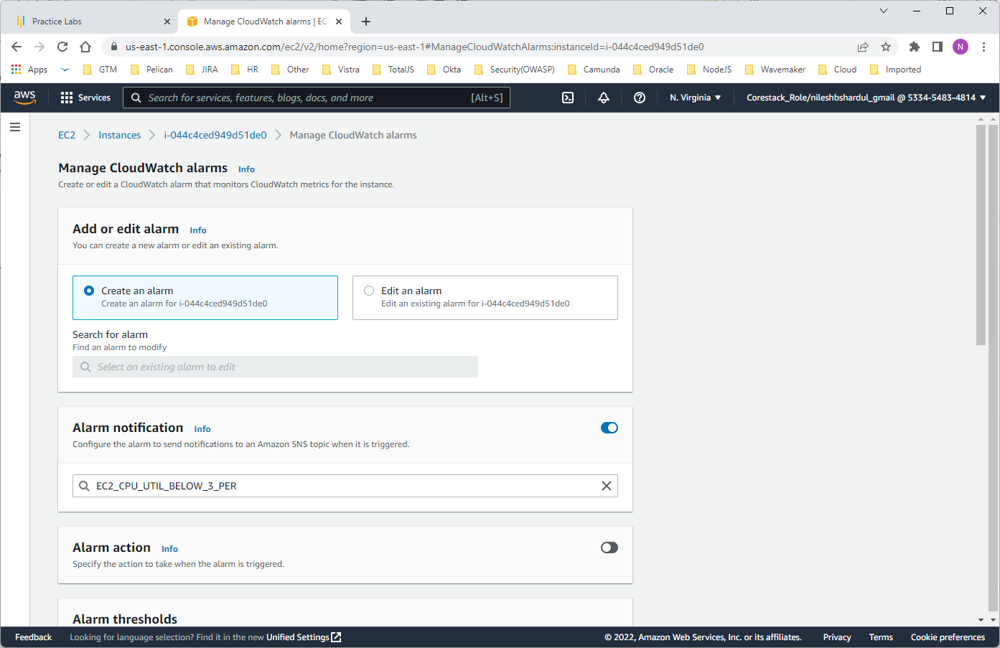 Practice Labs
Manage CloudWatch alarms | EC
us-east-1.console.aws.amazon.com/ec2/v2/home?region=us-east-1#ManageCloudWatchAlarms:instanceId=i-044c4ced949d51de0
N
Apps GTM Pelican JIRA HR Other Vistra TotalJS Okta Security(OWASP) Camunda Oracle NodeJS Wavemaker Cloud Imported
aws Services Search for services, features, blogs, docs, and more [Alt+S] N. Virginia Corestack_Role/nileshbshardul_gmail @ 5334-5483-4814
EC2 Instances i-044c4ced949d51de0 Manage CloudWatch alarms
Manage CloudWatch alarms Info
Create or edit a CloudWatch alarm that monitors CloudWatch metrics for the instance.
Add or edit alarm Info
You can create a new alarm or edit an existing alarm.
Create an alarm
Create an alarm for i-044c4ced949d51de0
Edit an alarm
Edit an existing alarm for i-044c4ced949d51de0
Search for alarm
Find an alarm to modify
Select an existing alarm to edit
Alarm notification Info
Configure the alarm to send notifications to an Amazon SNS topic when it is triggered.
EC2_CPU_UTIL_BELOW_3_PER
Alarm action Info
Specify the action to take when the alarm is triggered.
Alarm thresholds
Feedback Looking for language selection? Find it in the new Unified Settings © 2022, Amazon Web Services, Inc. or its affiliates. Privacy Terms Cookie preferences